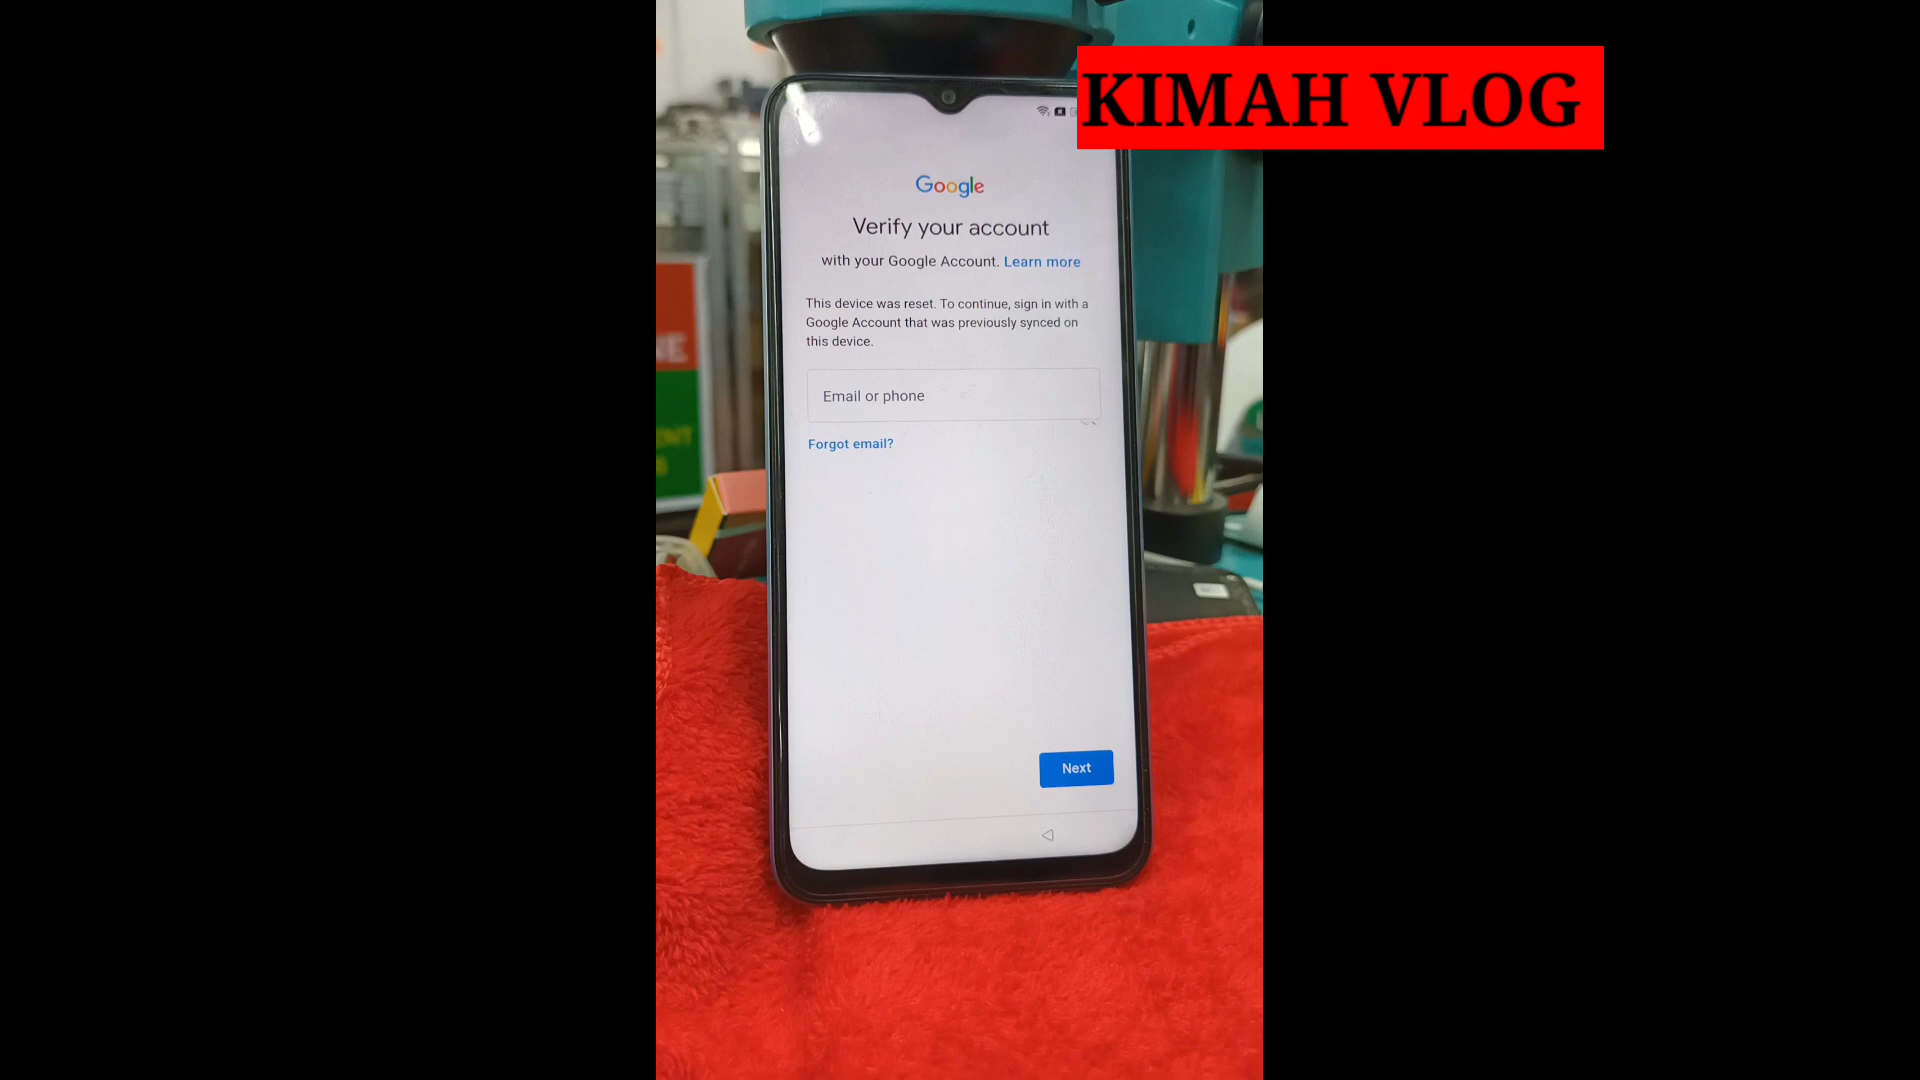 KIMAH VLOG
Google
Verify your account
with your Google Account. Learn more
This device was reset. To continue, sign in with a
Google Account that was previously synced on
this device.
Email or phone
Forgot email?
Next